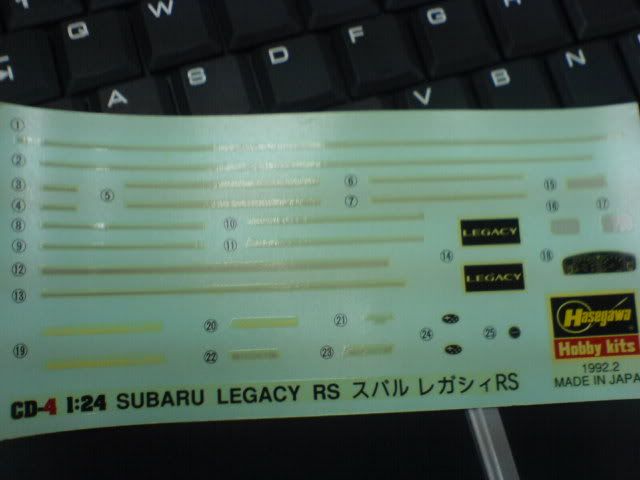 W
E
R
A
S
D
F
G
H
V
B
N
①
②
③
④
⑤
⑥
⑦
⑧
⑨
⑩
⑪
⑫
⑬
⑭
⑮
⑯
⑰
⑱
⑲
⑳
㉑
㉒
㉓
㉔
㉕
LEGACY
LEGACY
Hasegawa
Hobby kits
1992.2
MADE IN JAPA
CD-4 1:24 SUBARU LEGACY RS スバル レガシィRS